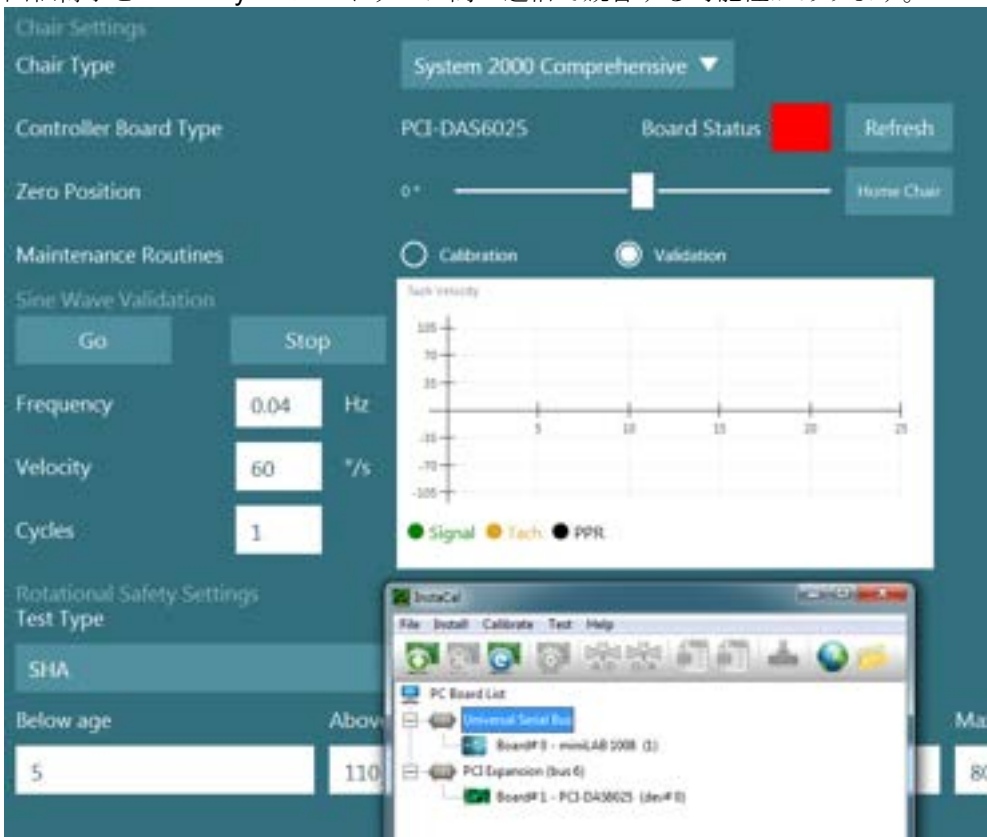 Chair Settings
Chair Type
System 2000 Comprehensive
Controller Board Type
PCI-DAS6025
Board Status
Refresh
Zero Position
0°
Home Chair
Maintenance Routines
Calibration
Validation
Sine Wave Validation
Tach Velocity
Go
Stop
105
70
35
-35
-70
-105
5
10
15
20
25
Frequency
0.04
Hz
Velocity
60
°/s
Cycles
1
Signal
Tach
PPR
Rotational Safety Settings
Test Type
SHA
InstaCal
File Install Calibrate Test Help
PC Board List
Universal Serial Bus
Board# 0 - miniLAB 1008 (1)
PCI Expansion (bus 6)
Board# 1 - PCI-DAS6025 (dev# 0)
Below age
5
110